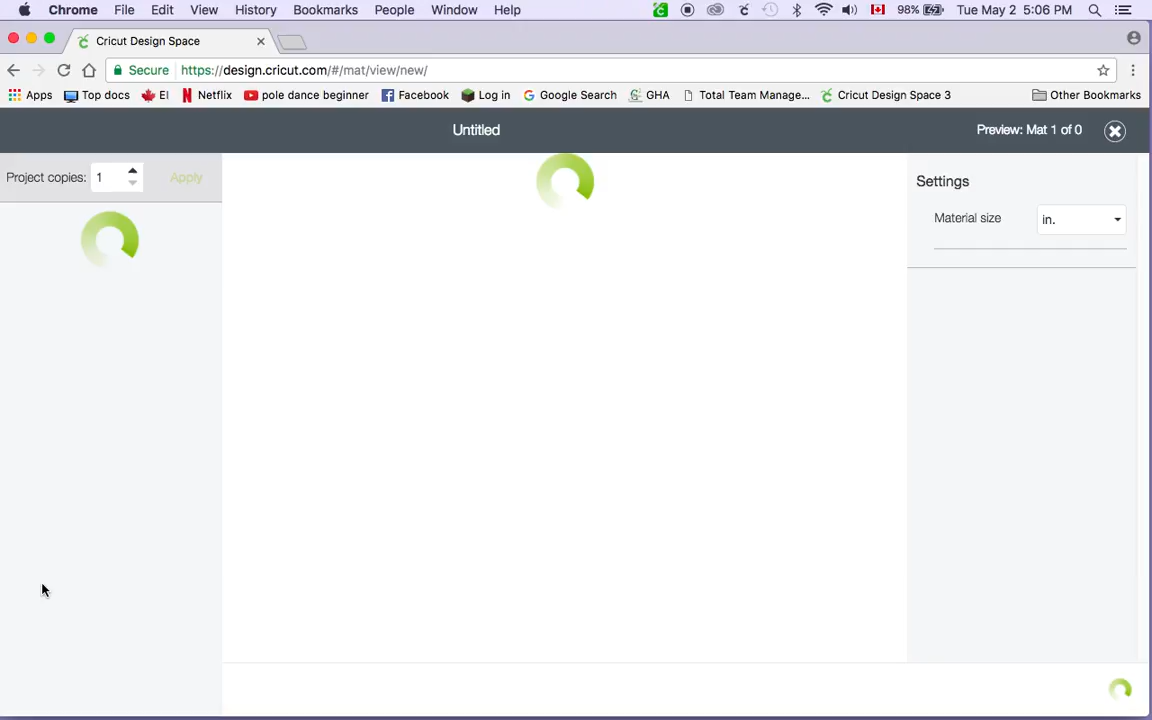 Chrome File Edit View History Bookmarks People Window Help 98% Tue May 2 5:06 PM
Cricut Design Space
Secure https://design.cricut.com/#/mat/view/new/
Apps Top docs EI Netflix pole dance beginner Facebook Log in Google Search GHA Total Team Manage... Cricut Design Space 3 Other Bookmarks
Untitled Preview: Mat 1 of 0
Project copies: 1 Apply
Settings
Material size in.